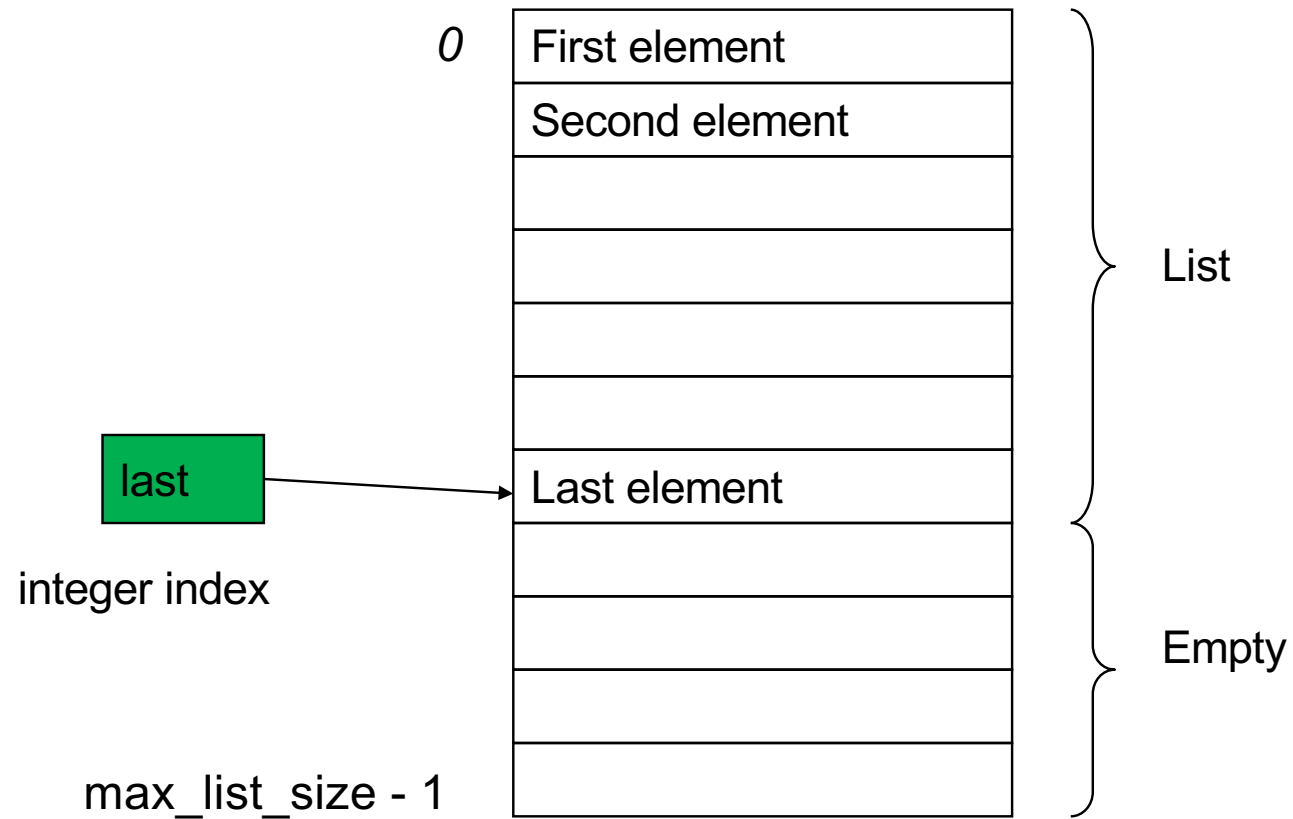 0
First element
Second element
List
last
Last element
integer index
Empty
max_list_size - 1